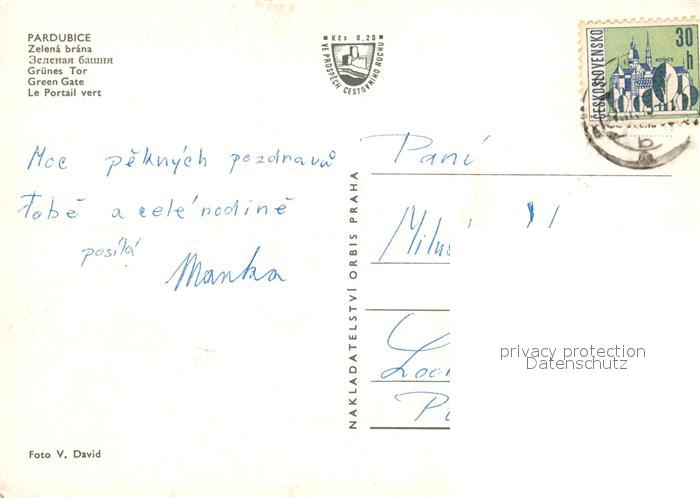 PARDUBICE
Zelená brána
Зеленая башня
Grünes Tor
Green Gate
Le Portail vert
Kčs 0,20
VE PROSPĚCH CESTOVNÍHO RUCHU
ČESKOSLOVENSKO
30 h
KOŠICE
Moc pěkných pozdravů
Tobě a celé rodině
posílá
Manka
NAKLADATELSTVÍ ORBIS PRAHA
Paní
privacy protection
Datenschutz
Foto V. David